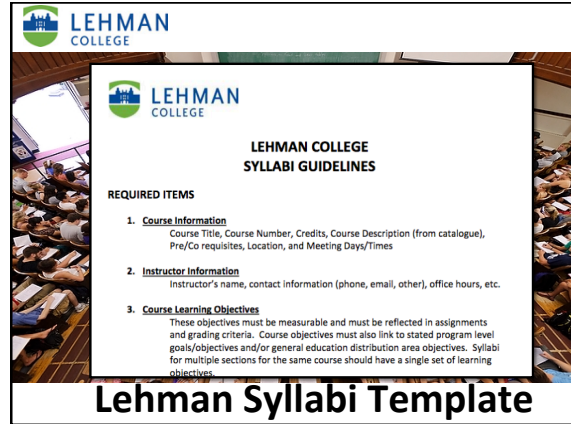 LEHMAN
COLLEGE
LEHMAN
COLLEGE
LEHMAN COLLEGE
SYLLABI GUIDELINES
REQUIRED ITEMS
1. Course Information
Course Title, Course Number, Credits, Course Description (from catalogue),
Pre/Co requisites, Location, and Meeting Days/Times
2. Instructor Information
Instructor's name, contact information (phone, email, other), office hours, etc.
3. Course Learning Objectives
These objectives must be measurable and must be reflected in assignments
and grading criteria. Course objectives must also link to stated program level
goals/objectives and/or general education distribution area objectives. Syllabi
for multiple sections for the same course should have a single set of learning
objectives.
Lehman Syllabi Template